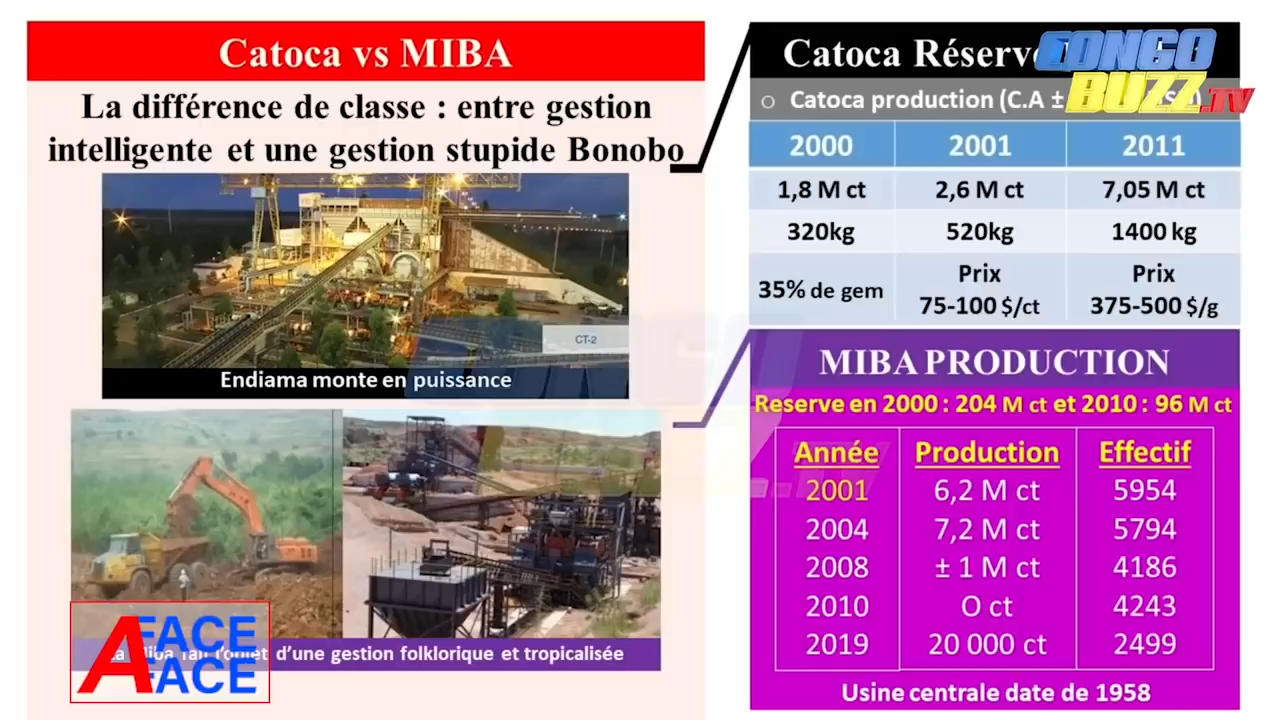 Catoca vs MIBA
La différence de classe : entre gestion
intelligente et une gestion stupide Bonobo
CT-2
Endiama monte en puissance
d'une gestion folklorique et tropicalisée
A FACE
FACE
Catoca
CONGO
BUZZ.TV
o Catoca production (C.A ±
2000 2001 2011
1,8 M ct 2,6 M ct 7,05 M ct
320kg 520kg 1400 kg
35% de gem Prix Prix
75-100 $/ct 375-500 $/g
MIBA PRODUCTION
Reserve en 2000 : 204 M ct et 2010 : 96 M ct
Année Production Effectif
2001 6,2 M ct 5954
2004 7,2 M ct 5794
2008 ± 1 M ct 4186
2010 O ct 4243
2019 20 000 ct 2499
Usine centrale date de 1958